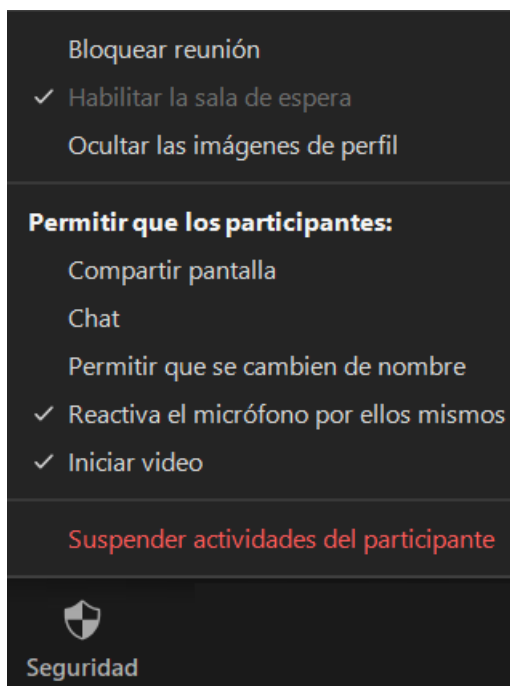 Bloquear reunión
Habilitar la sala de espera
Ocultar las imágenes de perfil
Permitir que los participantes:
Compartir pantalla
Chat
Permitir que se cambien de nombre
Reactiva el micrófono por ellos mismos
Iniciar video
Suspender actividades del participante
Seguridad